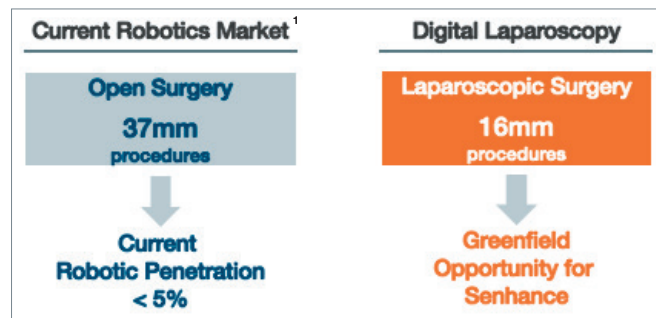 Current Robotics Market 1
Open Surgery
37mm
procedures
Current
Robotic Penetration
< 5%
Digital Laparoscopy
Laparoscopic Surgery
16mm
procedures
Greenfield
Opportunity for
Senhance